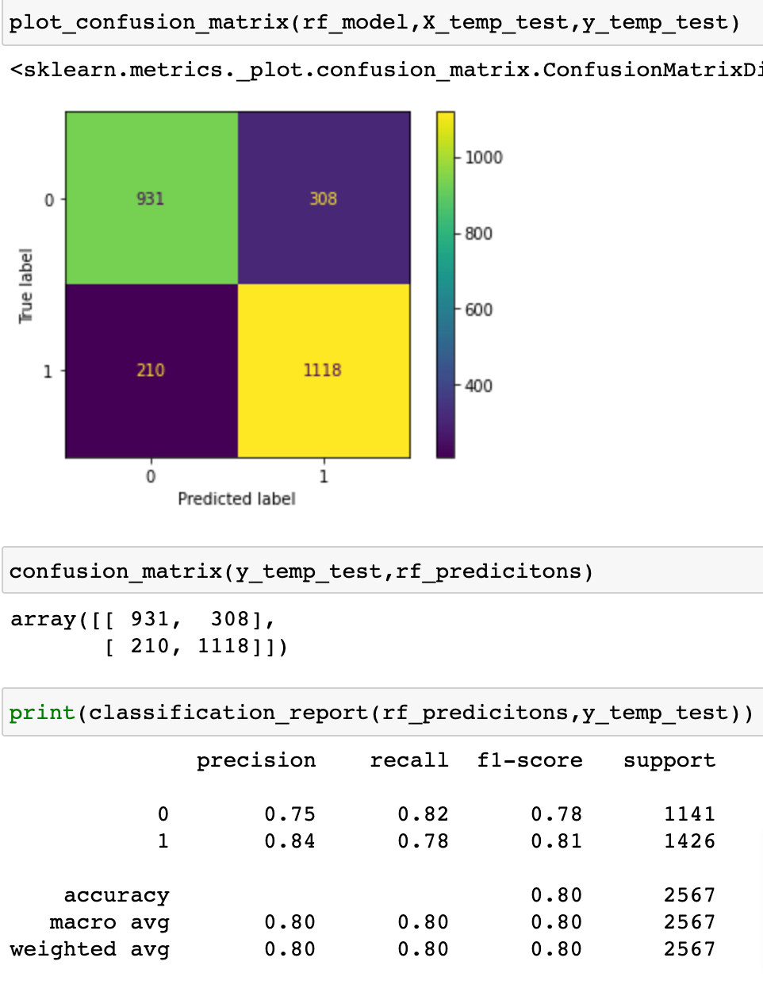 plot_confusion_matrix(rf_model,X_temp_test,y_temp_test)
<sklearn.metrics._plot.confusion_matrix.ConfusionMatrixDi
1000
0 931 308
800
True label
600
1 210 1118
400
0 1
Predicted label
confusion_matrix(y_temp_test,rf_predicitons)
array([[ 931,  308],
       [ 210, 1118]])
print(classification_report(rf_predicitons,y_temp_test))
precision recall f1-score support
0 0.75 0.82 0.78 1141
1 0.84 0.78 0.81 1426
accuracy 0.80 2567
macro avg 0.80 0.80 0.80 2567
weighted avg 0.80 0.80 0.80 2567